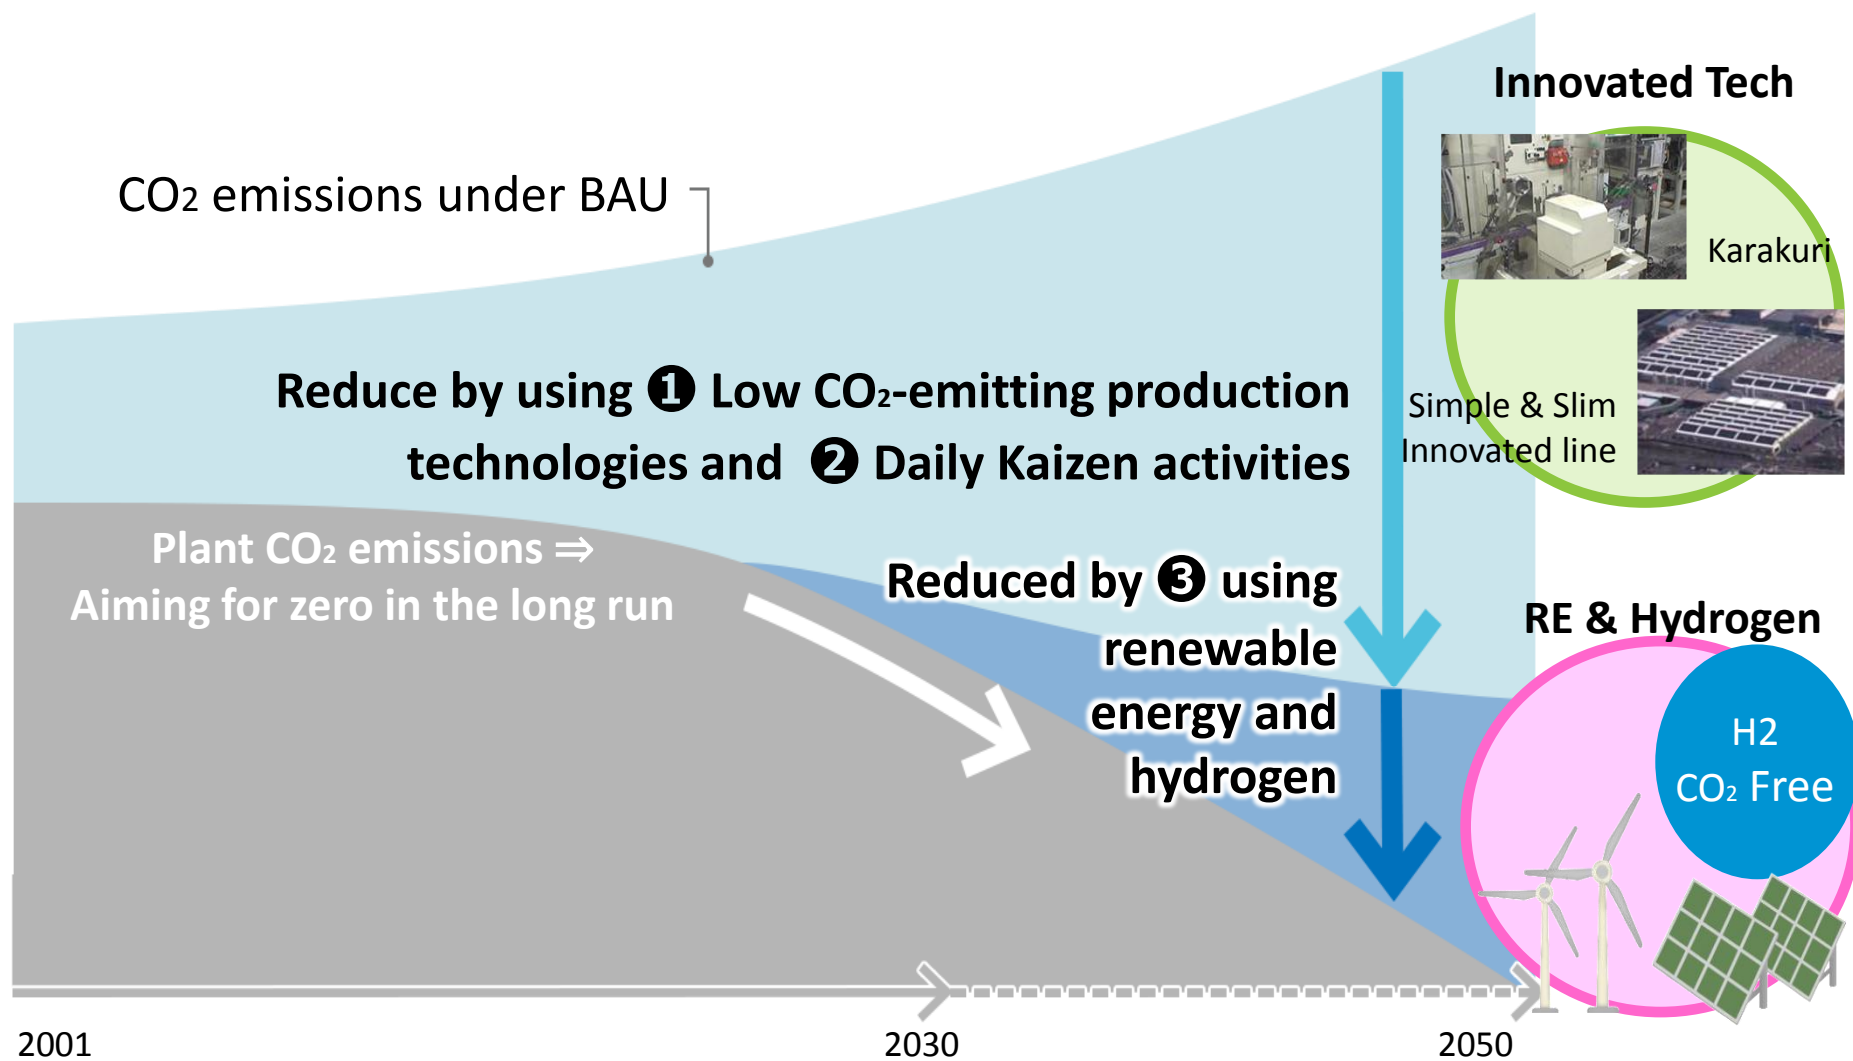 Innovated Tech
CO2 emissions under BAU
Karakuri
Reduce by using ❶ Low CO2-emitting production
technologies and ❷ Daily Kaizen activities
Simple & Slim
Innovated line
Plant CO2 emissions ⇒
Aiming for zero in the long run
Reduced by ❸ using
renewable
energy and
hydrogen
RE & Hydrogen
H2
CO2 Free
2001
2030
2050